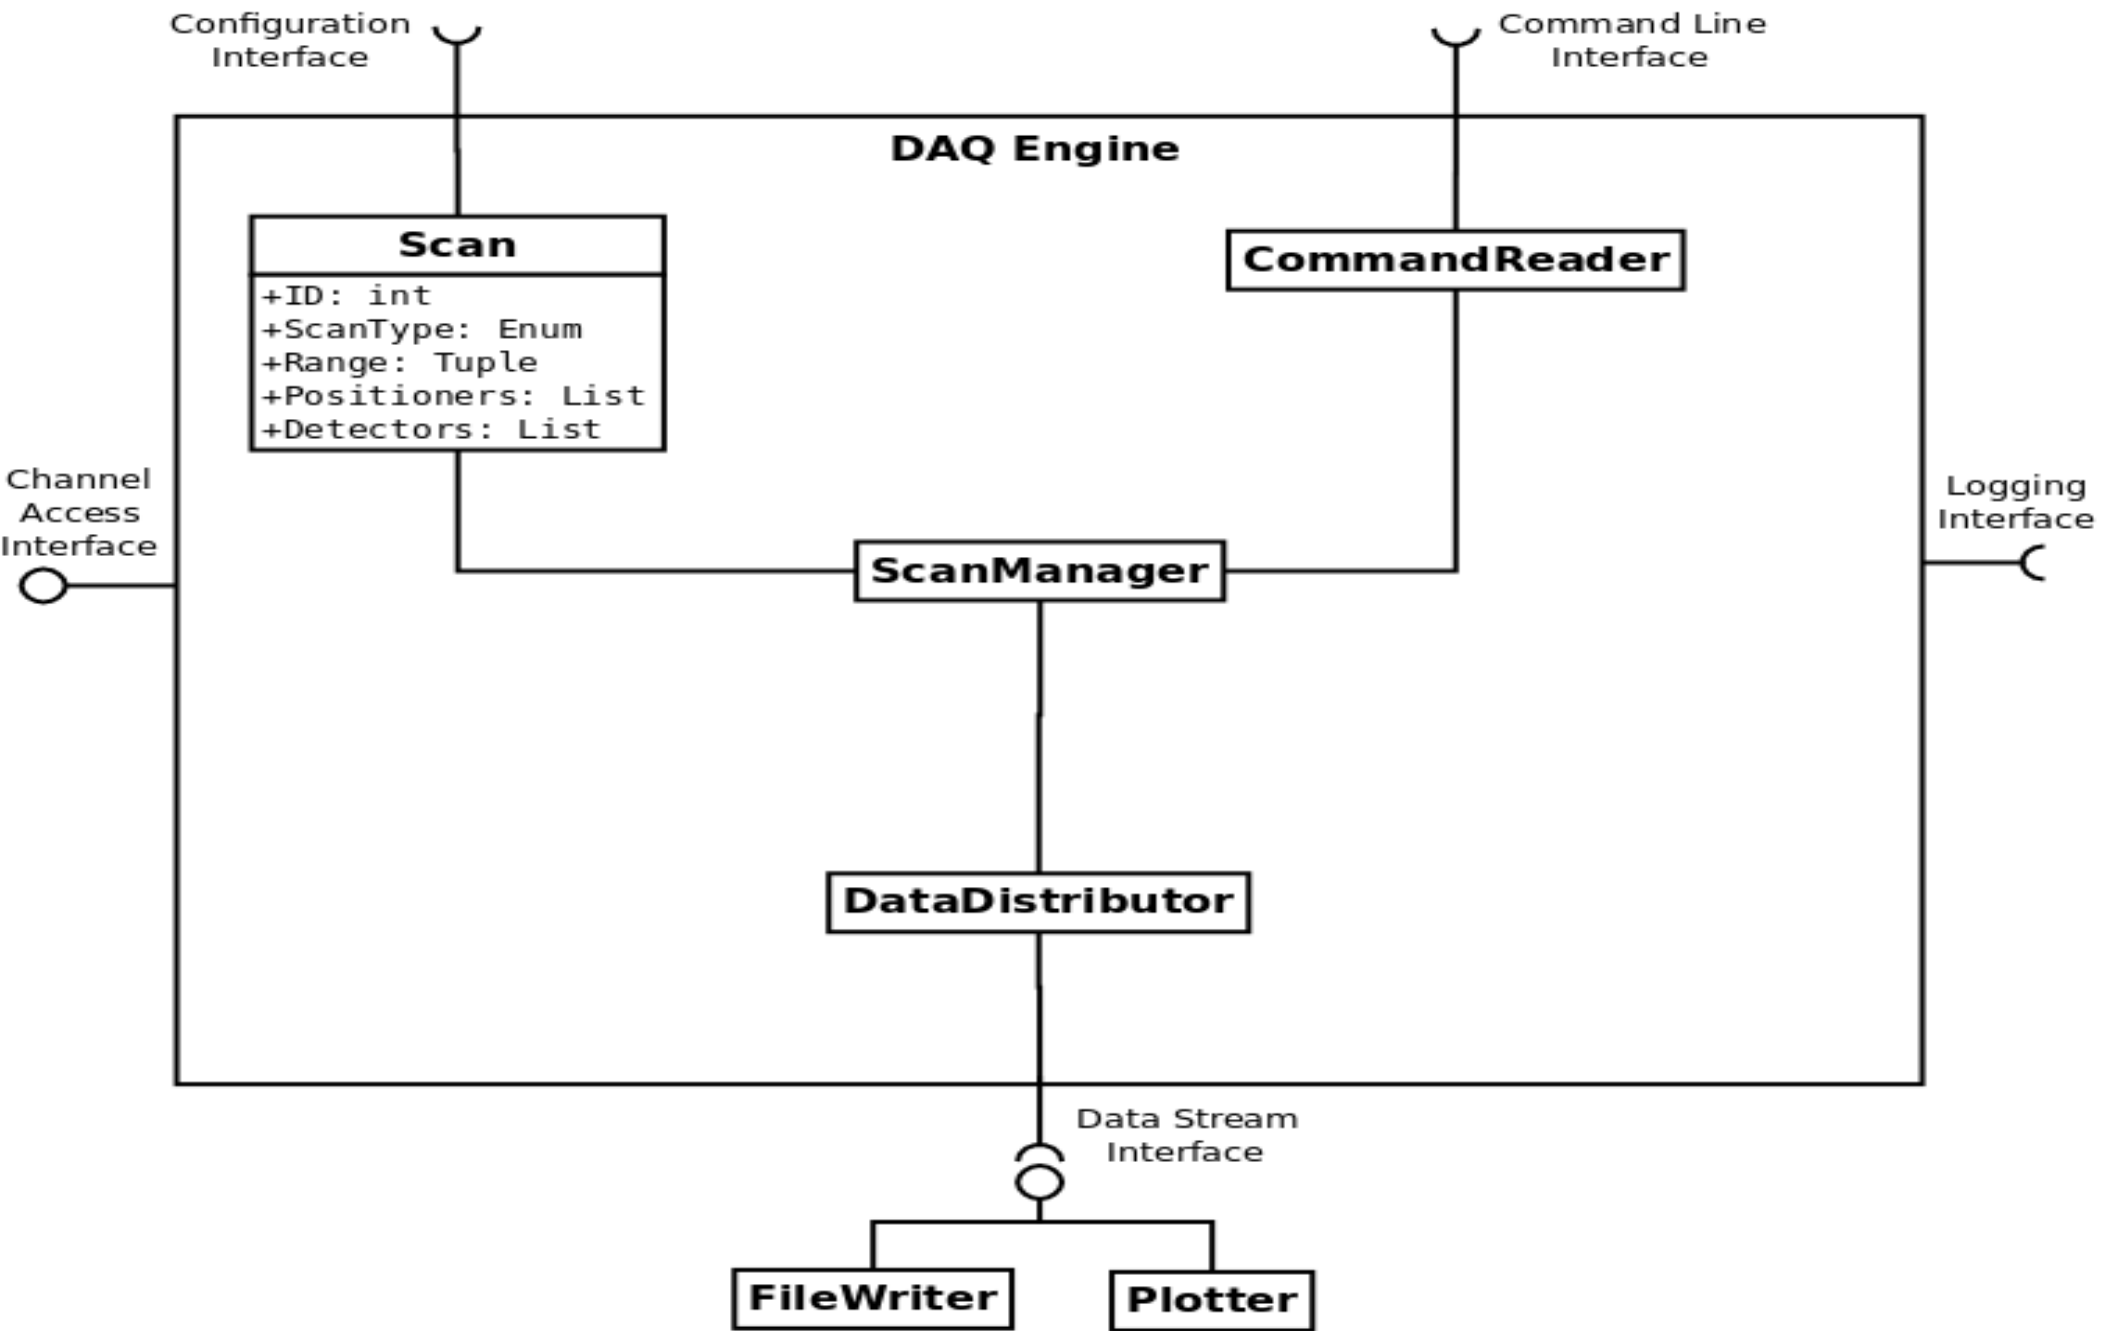 Configuration
Interface
Command Line
Interface
DAQ Engine
Scan
+ID: int
+ScanType: Enum
+Range: Tuple
+Positioners: List
+Detectors: List
CommandReader
Channel
Access
Interface
Logging
Interface
ScanManager
DataDistributor
Data Stream
Interface
FileWriter
Plotter